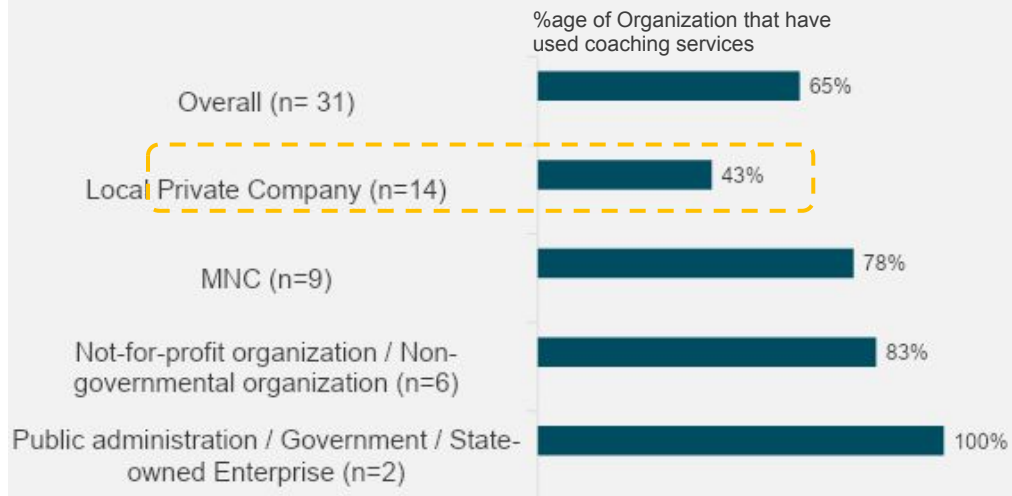 %age of Organization that have
used coaching services
Overall (n= 31)
65%
Local Private Company (n=14)
43%
MNC (n=9)
78%
Not-for-profit organization / Non-
governmental organization (n=6)
83%
Public administration / Government / State-
owned Enterprise (n=2)
100%